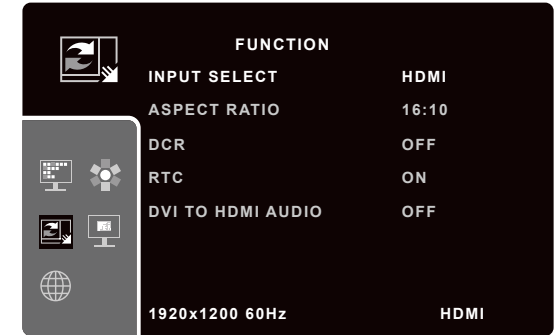 FUNCTION
INPUT SELECT HDMI
ASPECT RATIO 16:10
DCR OFF
RTC ON
DVI TO HDMI AUDIO OFF
1920x1200 60Hz HDMI